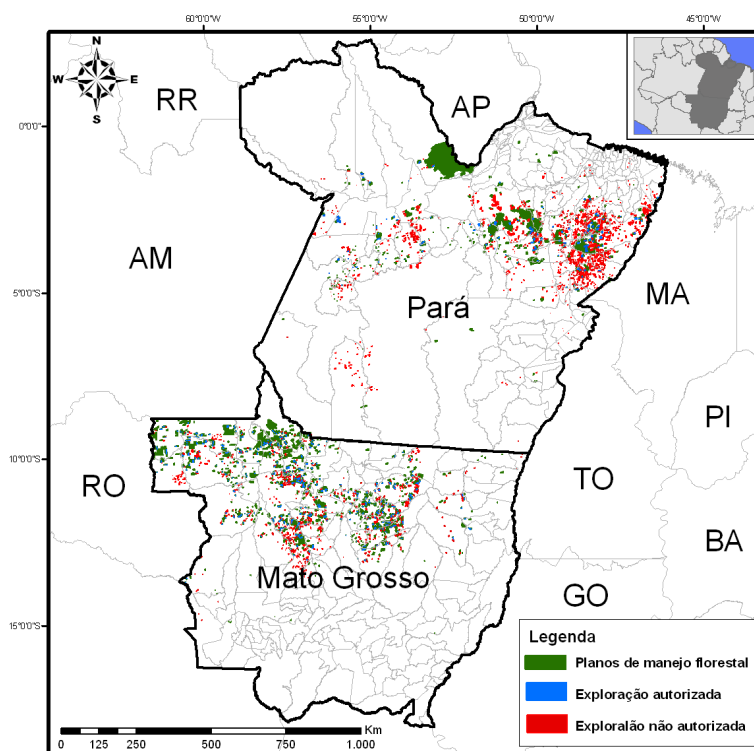 60°0'0"W 55°0'0"W 50°0'0"W 45°0'0"W
N
W E
S
RR
AP
0°0'0"
AM
5°0'0"S
Pará
MA
PI
10°0'0"S
RO
TO
BA
Mato Grosso
GO
15°0'0"S
Legenda
Planos de manejo florestal
Exploração autorizada
Exploralão não autorizada
Km
0 125 250 500 750 1.000